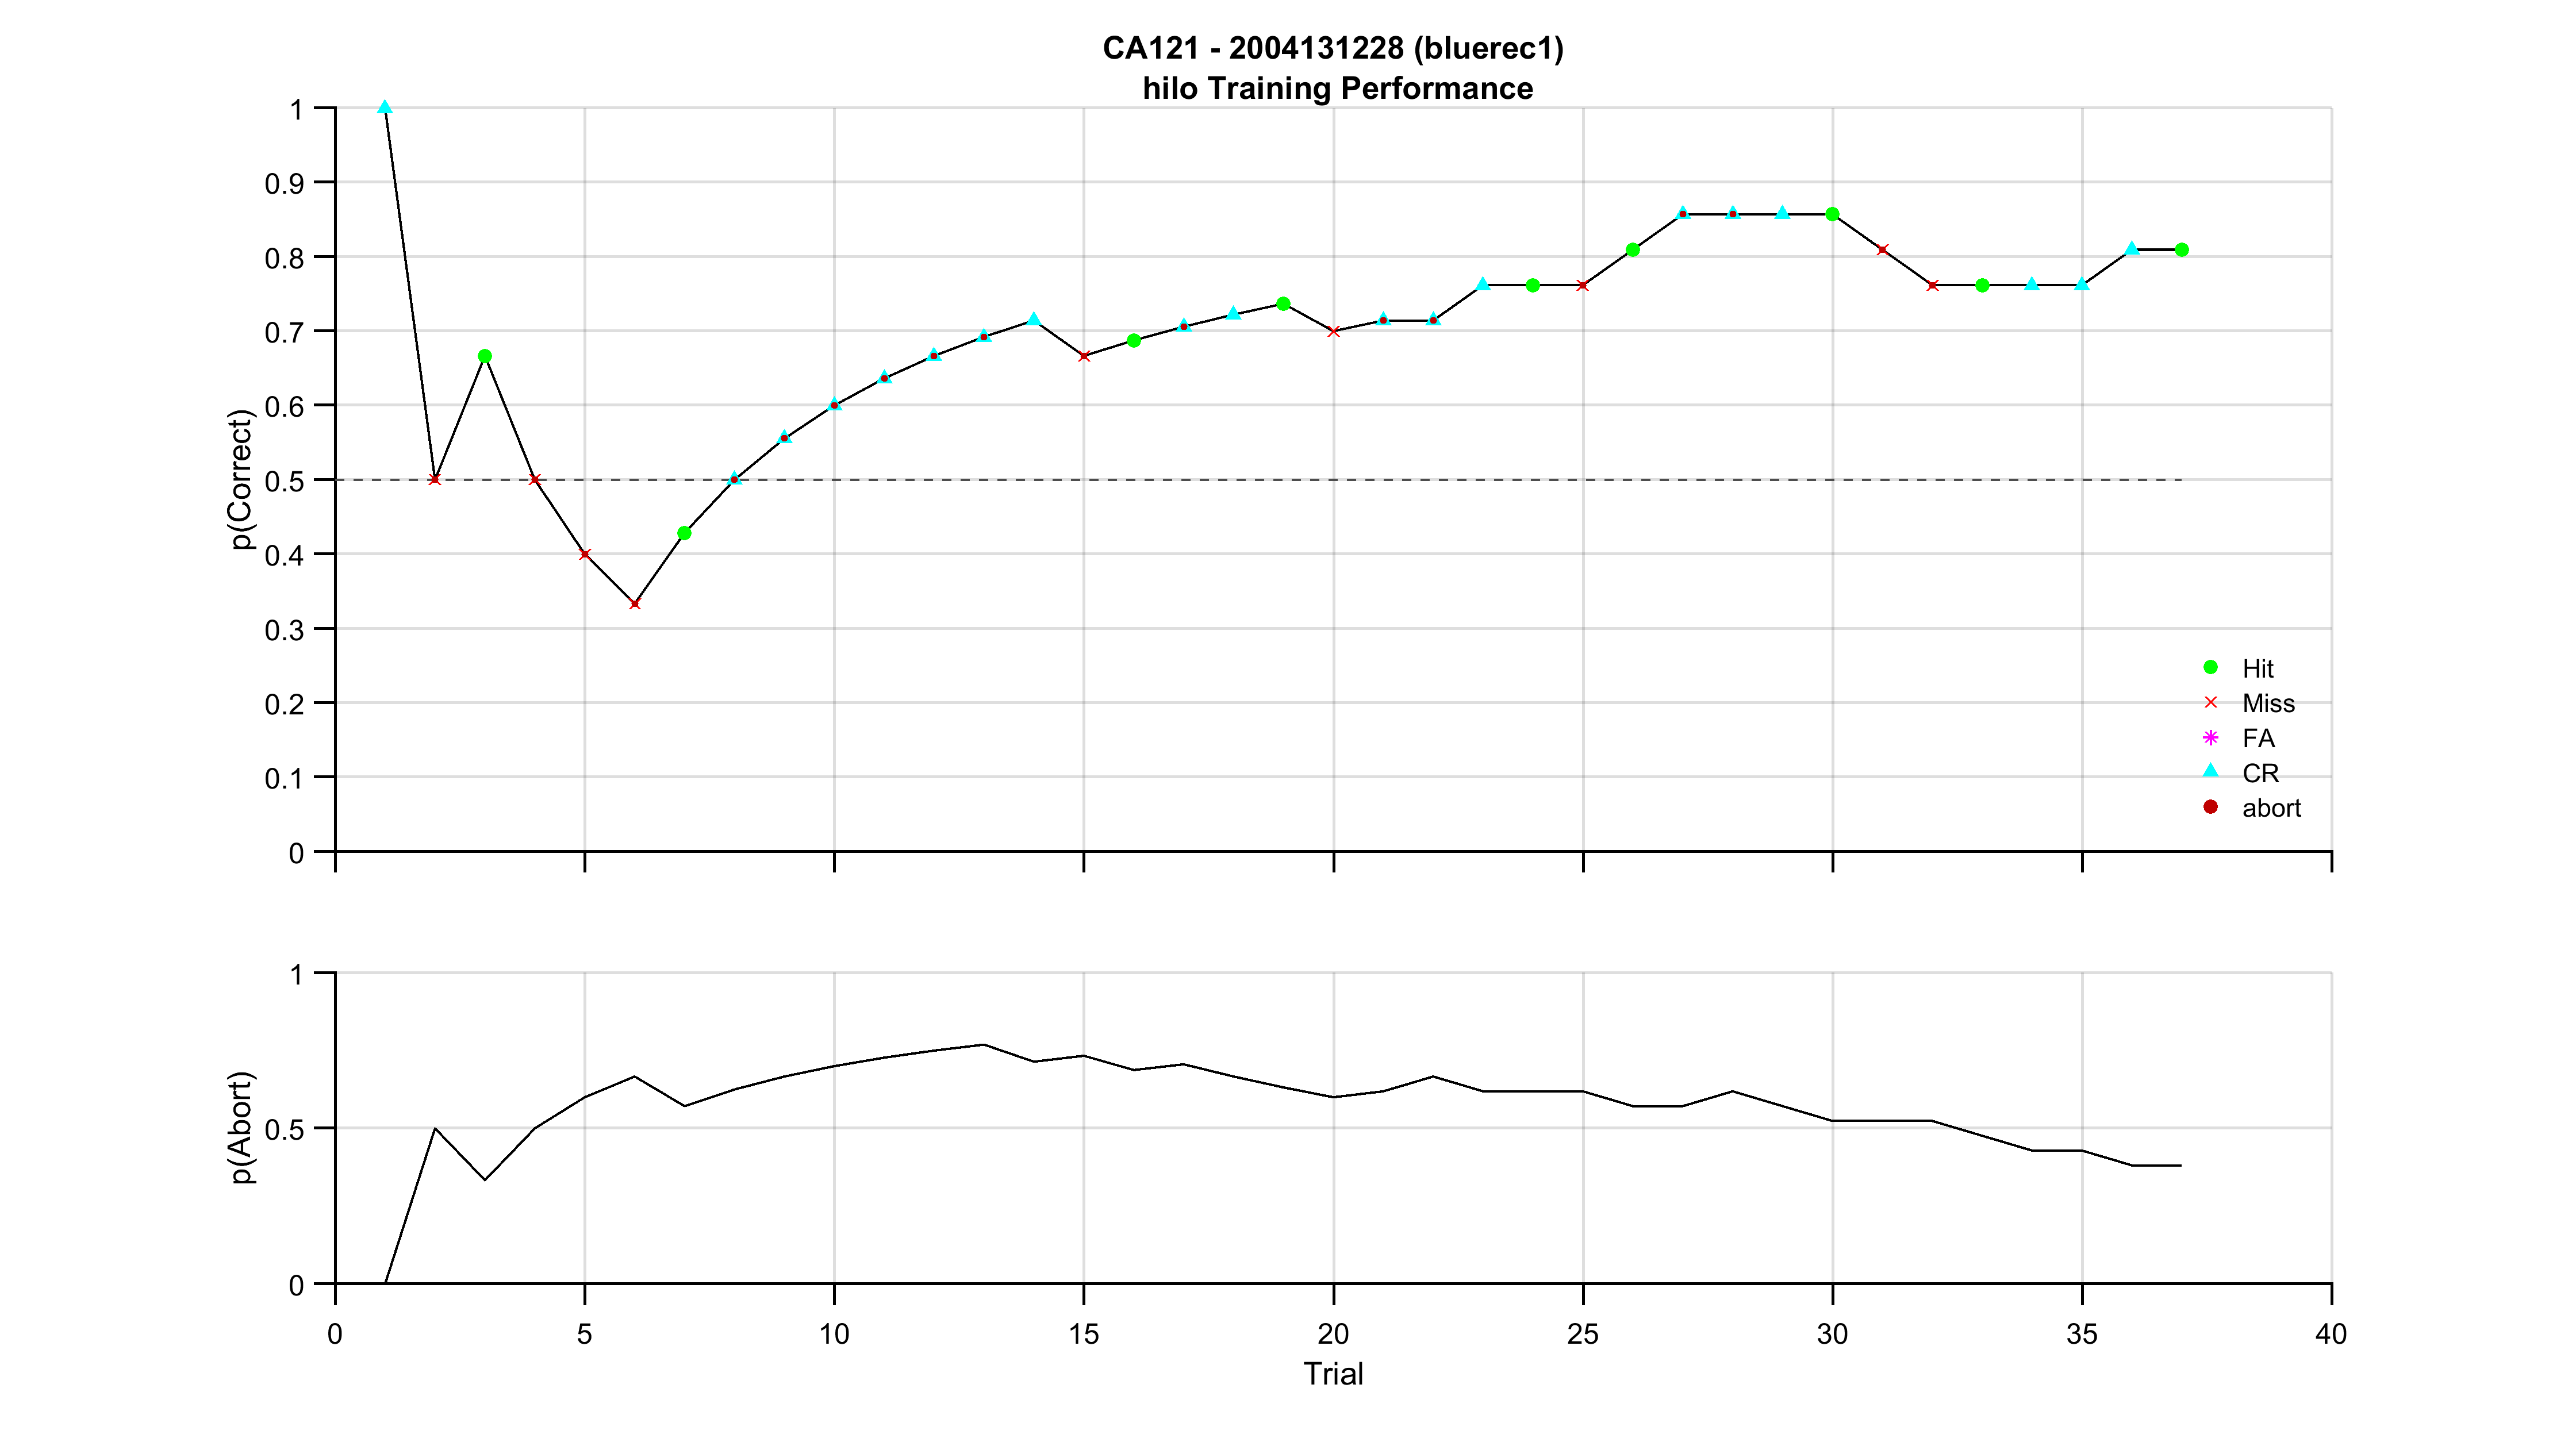 CA121 - 2004131228 (bluerec1)
hilo Training Performance
1
0.9
0.8
0.7
0.6
0.5
0.4
0.3
0.2
0.1
0
p(Correct)
Hit
Miss
FA
CR
abort
1
0.5
0
p(Abort)
0 5 10 15 20 25 30 35 40
Trial